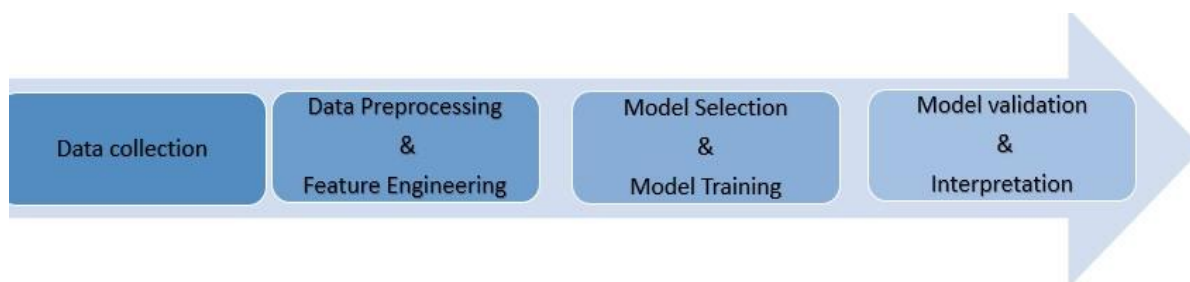 Data collection
Data Preprocessing
&
Feature Engineering
Model Selection
&
Model Training
Model validation
&
Interpretation